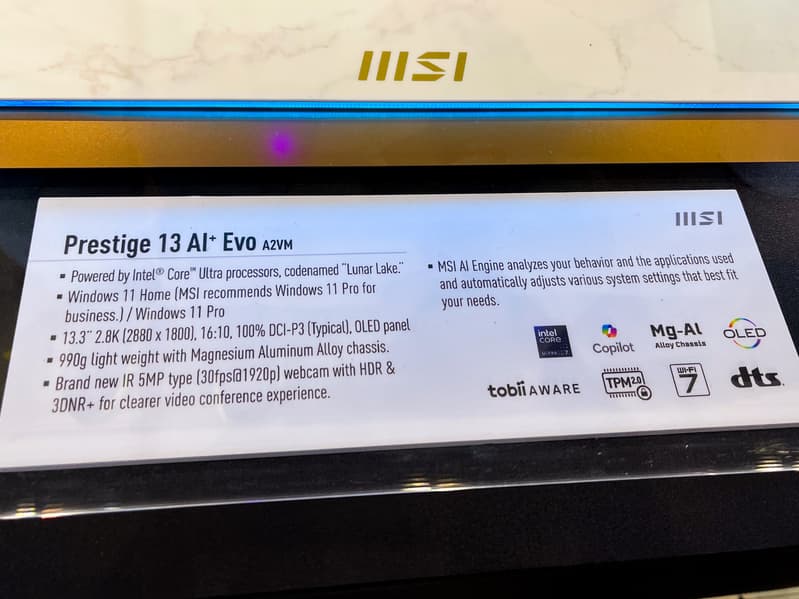 msi
msi
Prestige 13 AI+ Evo A2VM
▪ Powered by Intel® Core™ Ultra processors, codenamed "Lunar Lake."
▪ Windows 11 Home (MSI recommends Windows 11 Pro for
business.) / Windows 11 Pro
▪ 13.3" 2.8K (2880 x 1800), 16:10, 100% DCI-P3 (Typical), OLED panel
▪ 990g light weight with Magnesium Aluminum Alloy chassis.
▪ Brand new IR 5MP type (30fps@1920p) webcam with HDR &
3DNR+ for clearer video conference experience.
▪ MSI AI Engine analyzes your behavior and the applications used
and automatically adjusts various system settings that best fit
your needs.
intel
CORE
ULTRA 7
Copilot
Mg-Al
Alloy Chassis
OLED
tobii AWARE
TPM2.0
WI-FI
7
dts